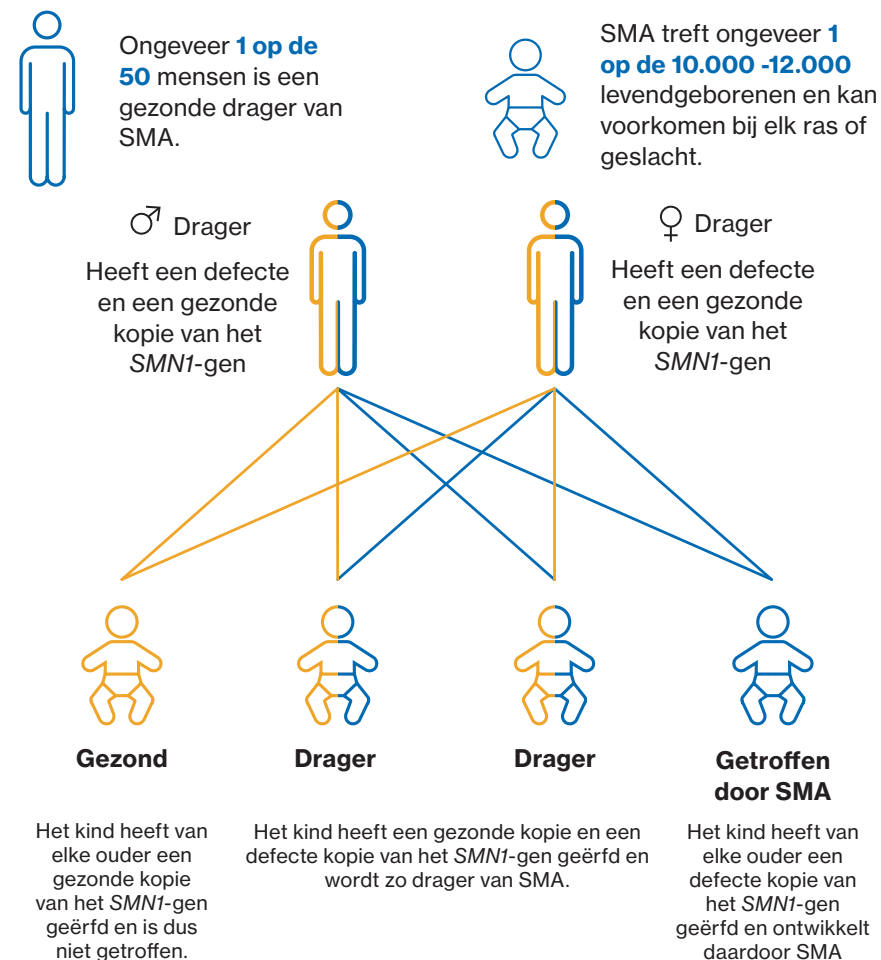 Ongeveer 1 op de
50 mensen is een
gezonde drager van
SMA.
SMA treft ongeveer 1
op de 10.000 -12.000
levendgeborenen en kan
voorkomen bij elk ras of
geslacht.
♂ Drager
Heeft een defecte
en een gezonde
kopie van het
SMN1-gen
♀ Drager
Heeft een defecte
en een gezonde
kopie van het
SMN1-gen
Gezond
Het kind heeft van
elke ouder een
gezonde kopie
van het SMN1-gen
geërfd en is dus
niet getroffen.
Drager
Drager
Het kind heeft een gezonde kopie en een
defecte kopie van het SMN1-gen geërfd en
wordt zo drager van SMA.
Getroffen
door SMA
Het kind heeft van
elke ouder een
defecte kopie van
het SMN1-gen
geërfd en ontwikkelt
daardoor SMA